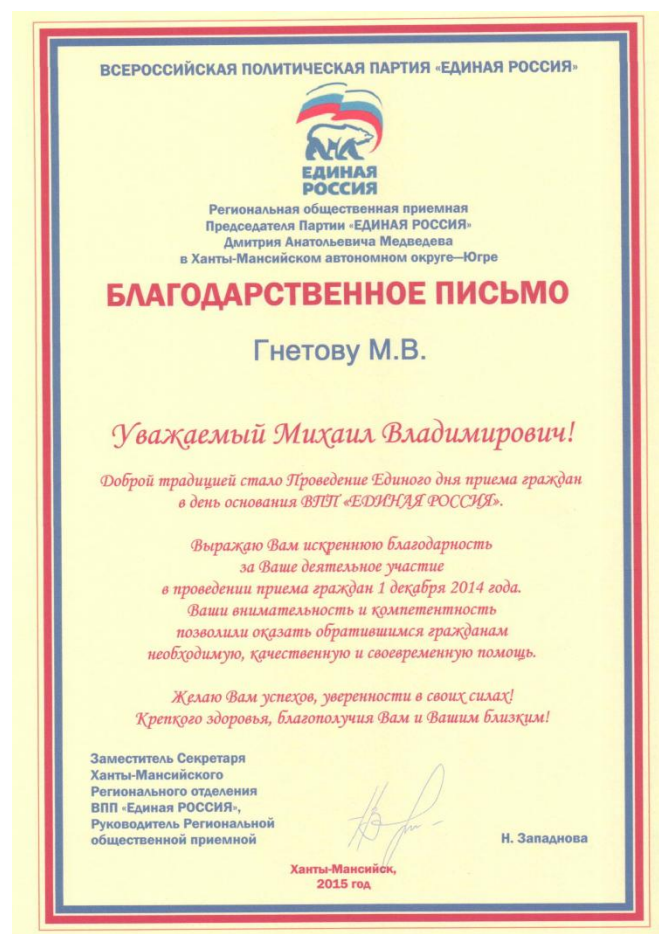 ВСЕРОССИЙСКАЯ ПОЛИТИЧЕСКАЯ ПАРТИЯ «ЕДИНАЯ РОССИЯ»
ЕДИНАЯ
РОССИЯ
Региональная общественная приемная
Председателя Партии «ЕДИНАЯ РОССИЯ»
Дмитрия Анатольевича Медведева
в Ханты-Мансийском автономном округе—Югре
БЛАГОДАРСТВЕННОЕ ПИСЬМО
Гнетову М.В.
Уважаемый Михаил Владимирович!
Доброй традицией стало Проведение Единого дня приема граждан
в день основания ВПП «ЕДИНАЯ РОССИЯ».
Выражаю Вам искреннюю благодарность
за Ваше деятельное участие
в проведении приема граждан 1 декабря 2014 года.
Ваши внимательность и компетентность
позволили оказать обратившимся гражданам
необходимую, качественную и своевременную помощь.
Желаю Вам успехов, уверенности в своих силах!
Крепкого здоровья, благополучия Вам и Вашим близким!
Заместитель Секретаря
Ханты-Мансийского
Регионального отделения
ВПП «Единая РОССИЯ»,
Руководитель Региональной
общественной приемной
Н. Западнова
Ханты-Мансийск,
2015 год